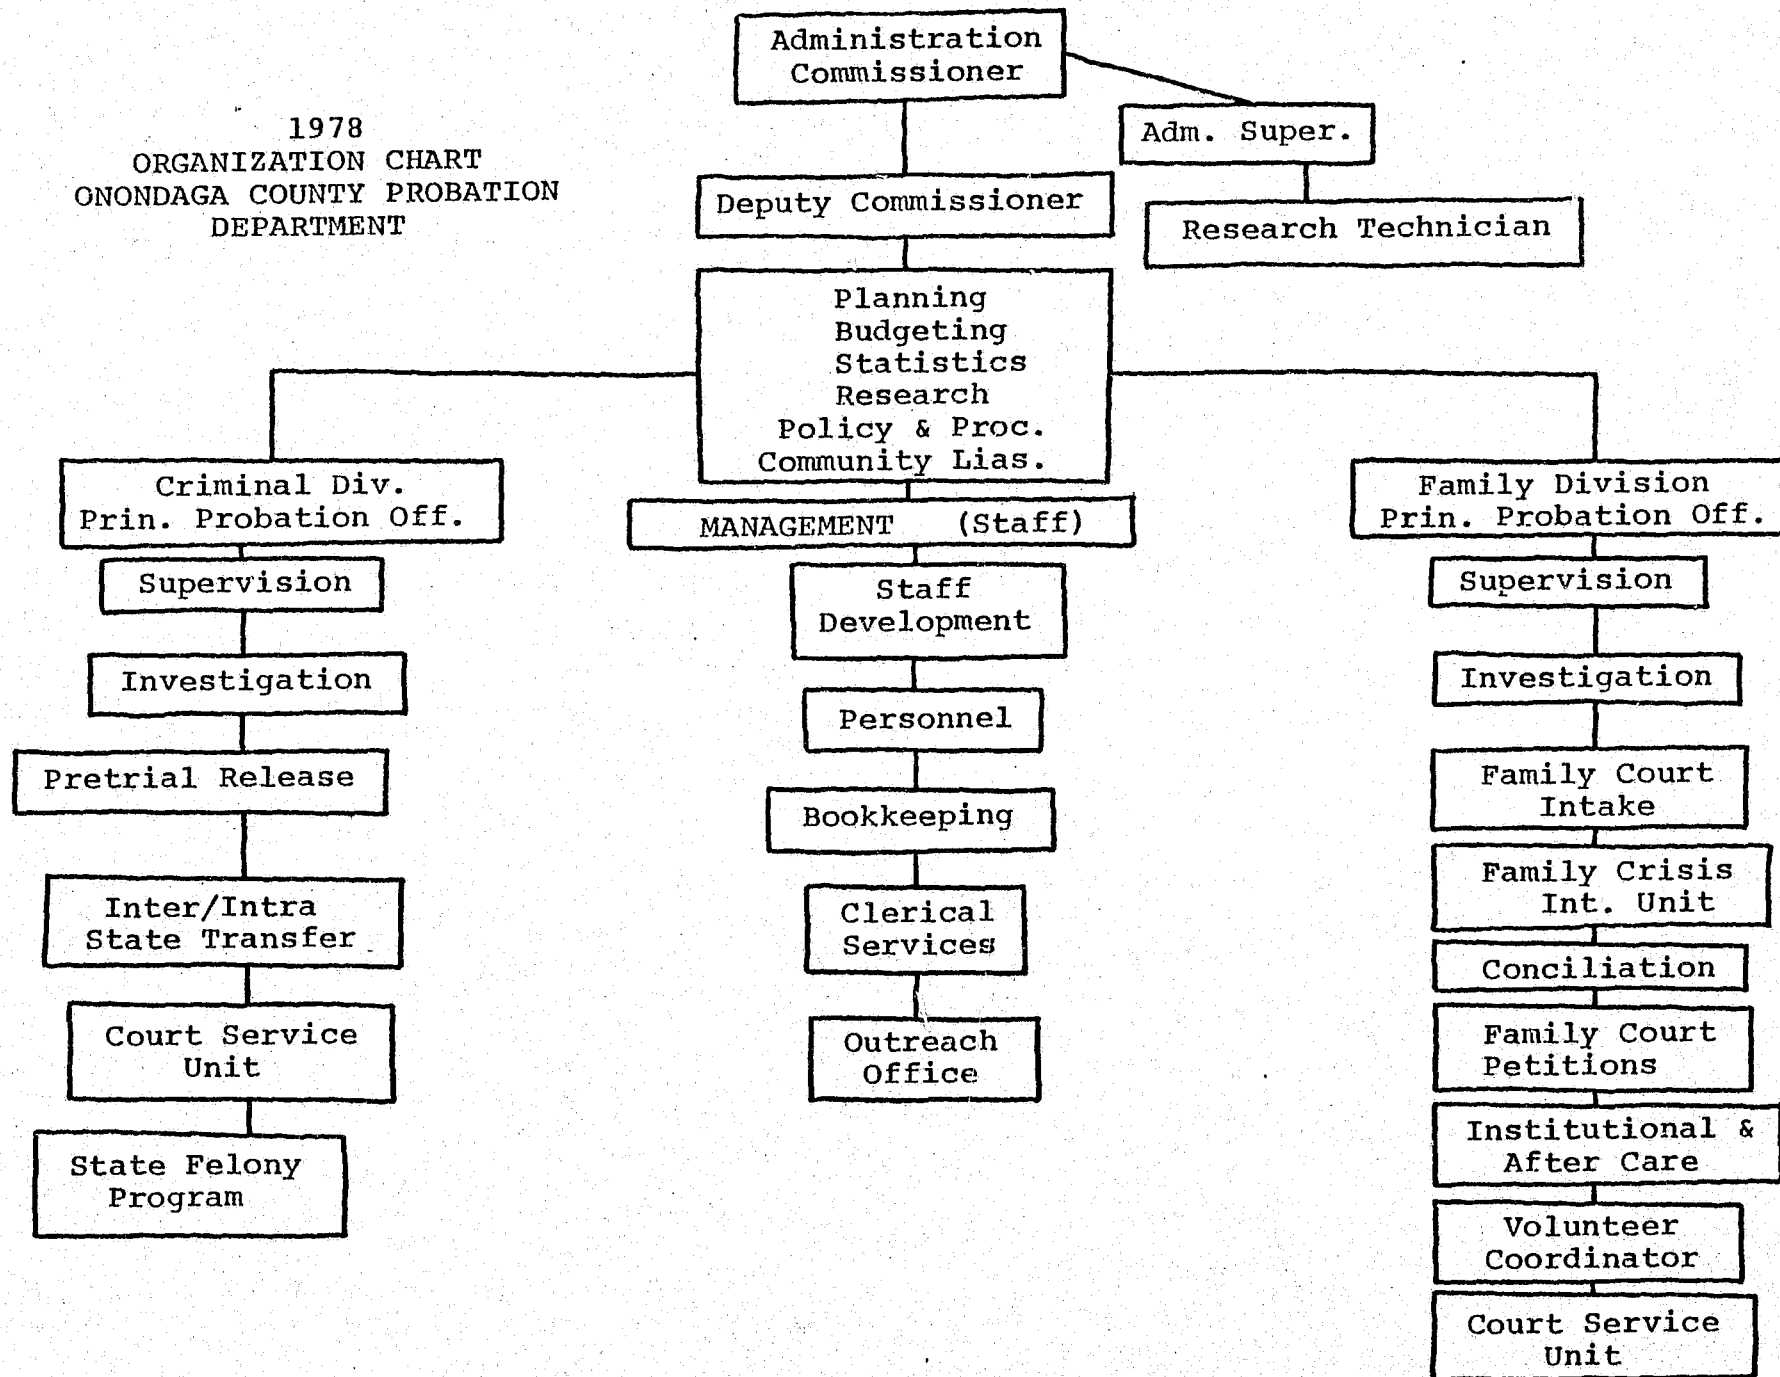 1978
ORGANIZATION CHART
ONONDAGA COUNTY PROBATION
DEPARTMENT
Administration
Commissioner
Adm. Super.
Research Technician
Deputy Commissioner
Planning
Budgeting
Statistics
Research
Policy & Proc.
Community Lias.
Criminal Div.
Prin. Probation Off.
Supervision
Investigation
Pretrial Release
Inter/Intra
State Transfer
Court Service
Unit
State Felony
Program
MANAGEMENT (Staff)
Staff
Development
Personnel
Bookkeeping
Clerical
Services
Outreach
Office
Family Division
Prin. Probation Off.
Supervision
Investigation
Family Court
Intake
Family Crisis
Int. Unit
Conciliation
Family Court
Petitions
Institutional &
After Care
Volunteer
Coordinator
Court Service
Unit